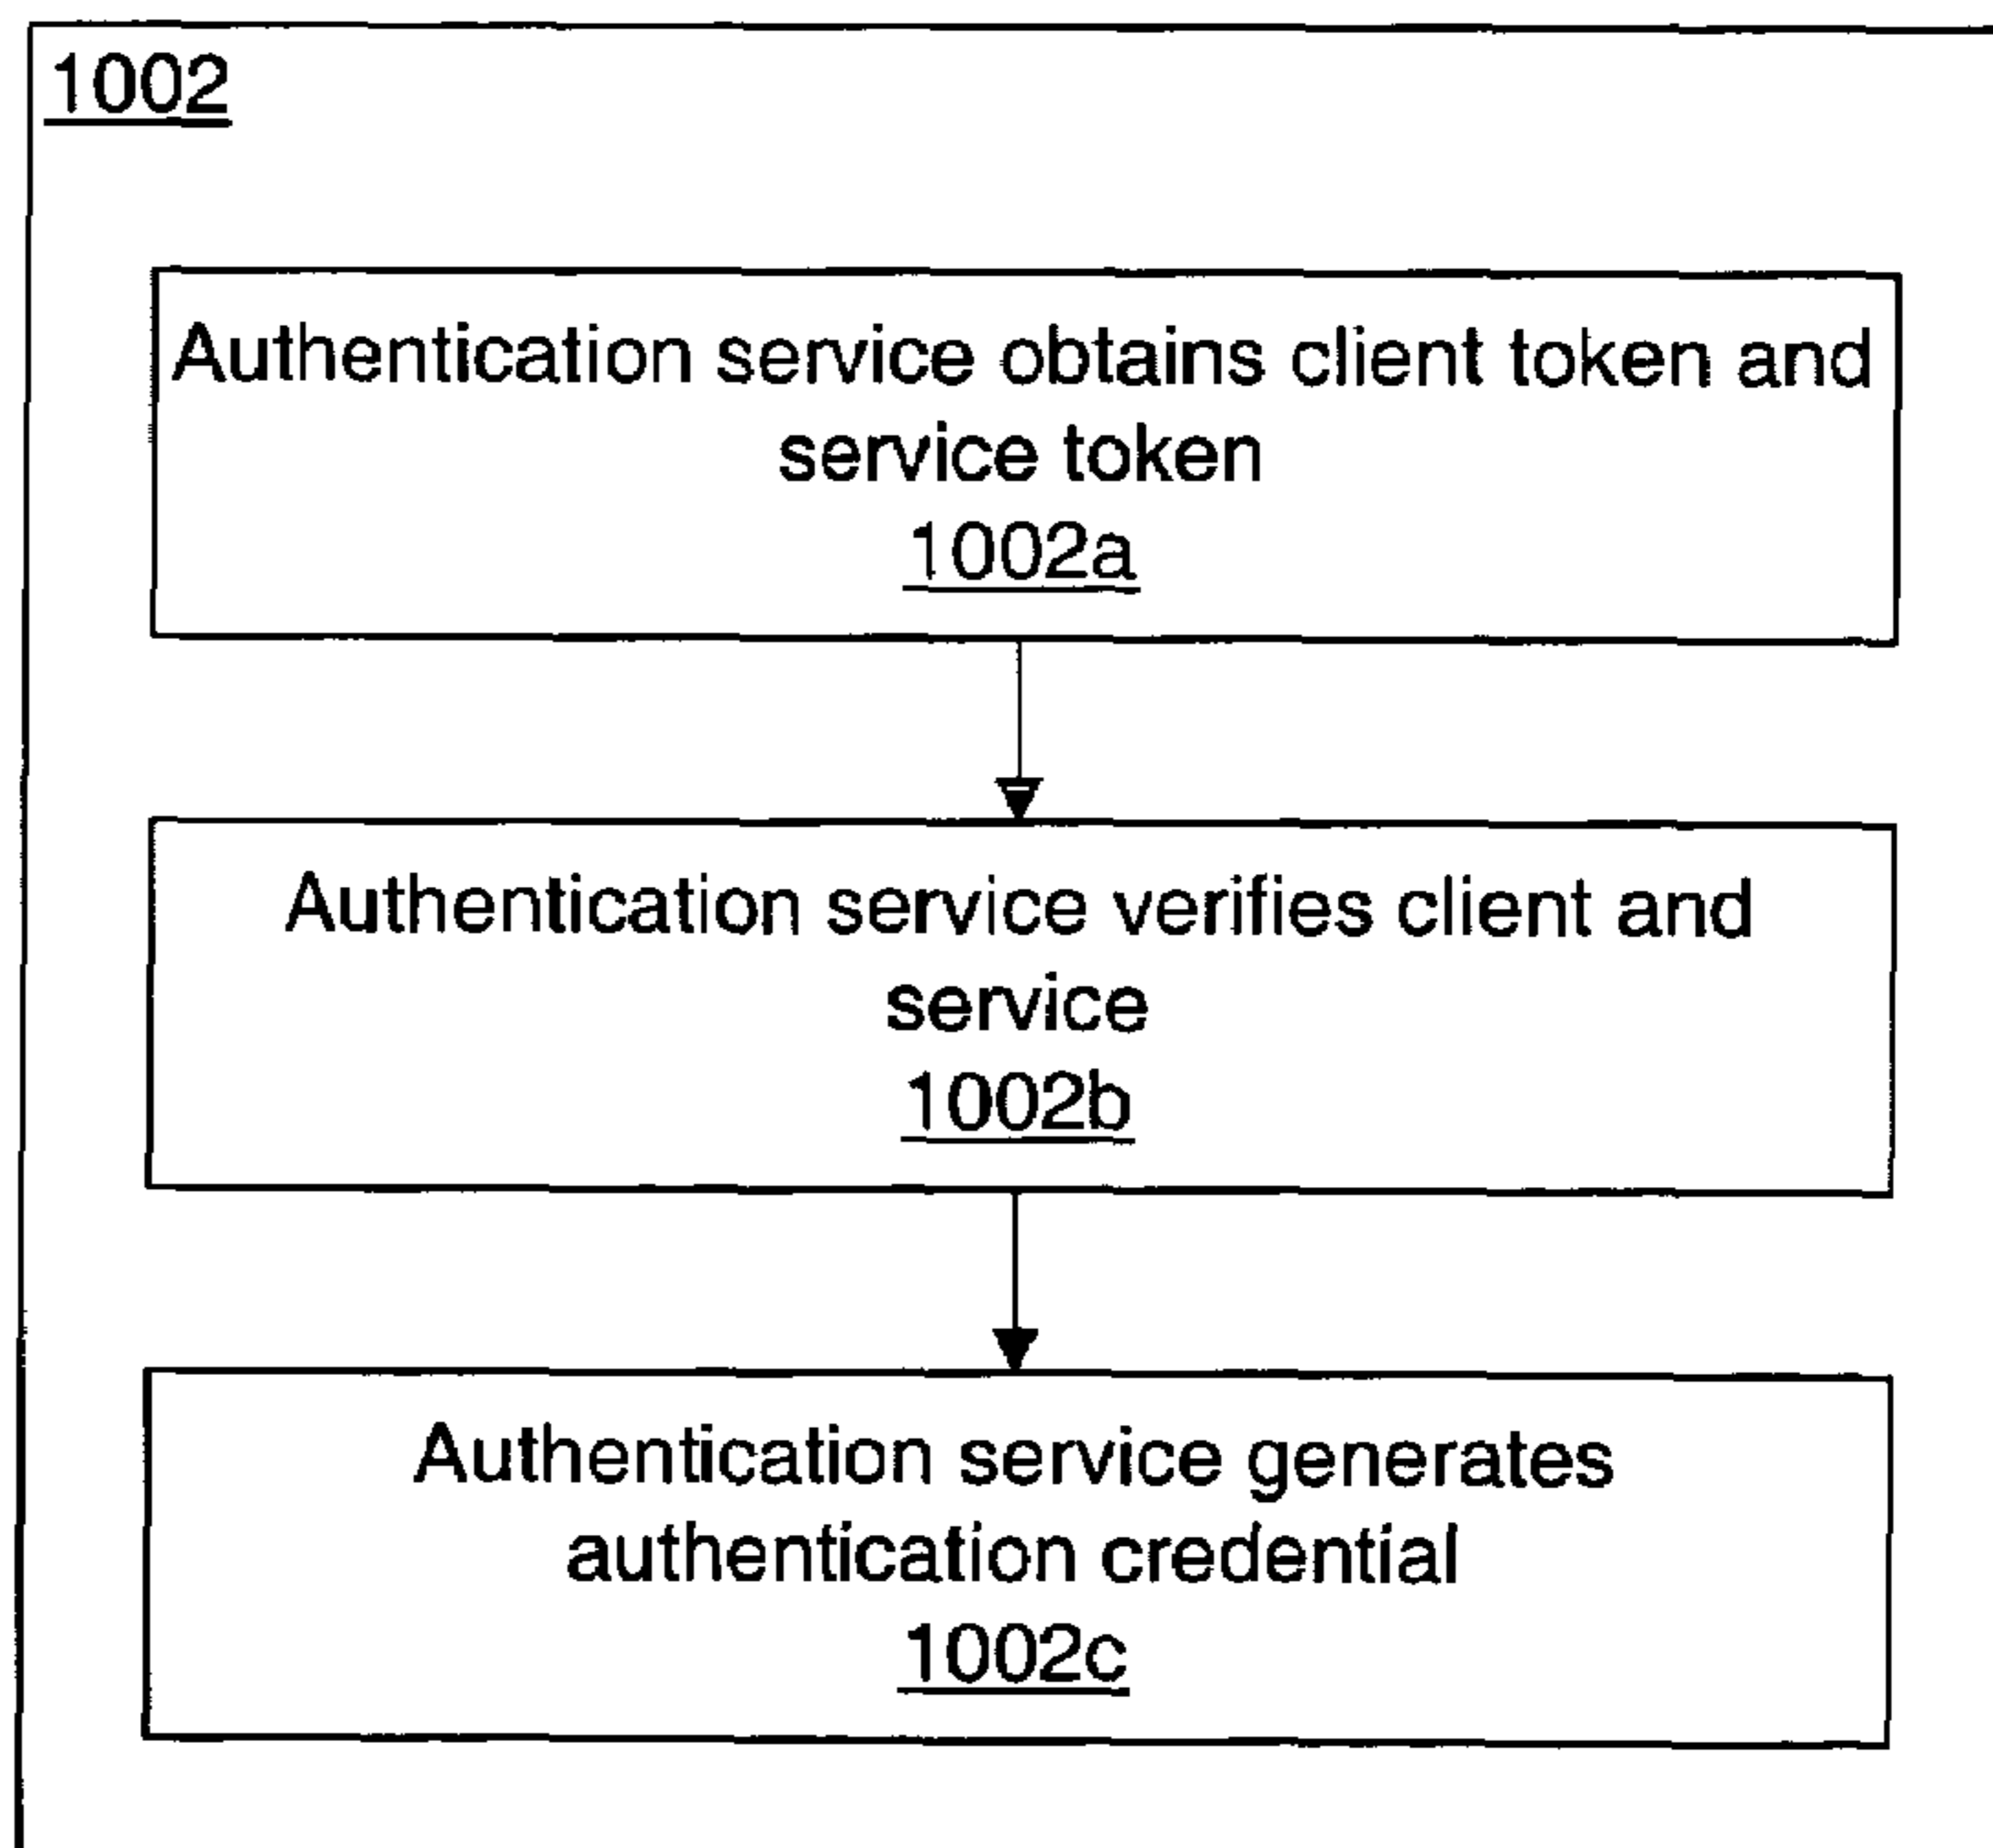 1002
Authentication service obtains client token and
service token
1002a
Authentication service verifies client and
service
1002b
Authentication service generates
authentication credential
1002c